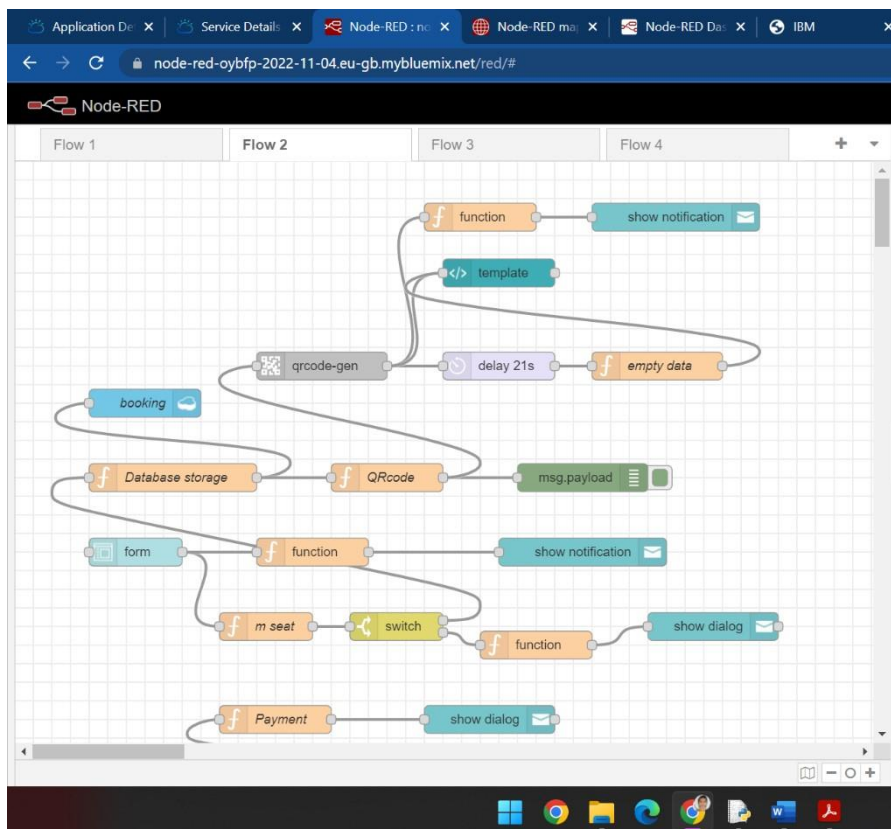 Application De
Service Details
Node-RED : no
Node-RED ma
Node-RED Das
IBM
node-red-oybfp-2022-11-04.eu-gb.mybluemix.net/red/#
Node-RED
Flow 1
Flow 2
Flow 3
Flow 4
function
show notification
template
qrcode-gen
delay 21s
empty data
booking
Database storage
QRcode
msg.payload
form
function
show notification
m seat
switch
function
show dialog
Payment
show dialog